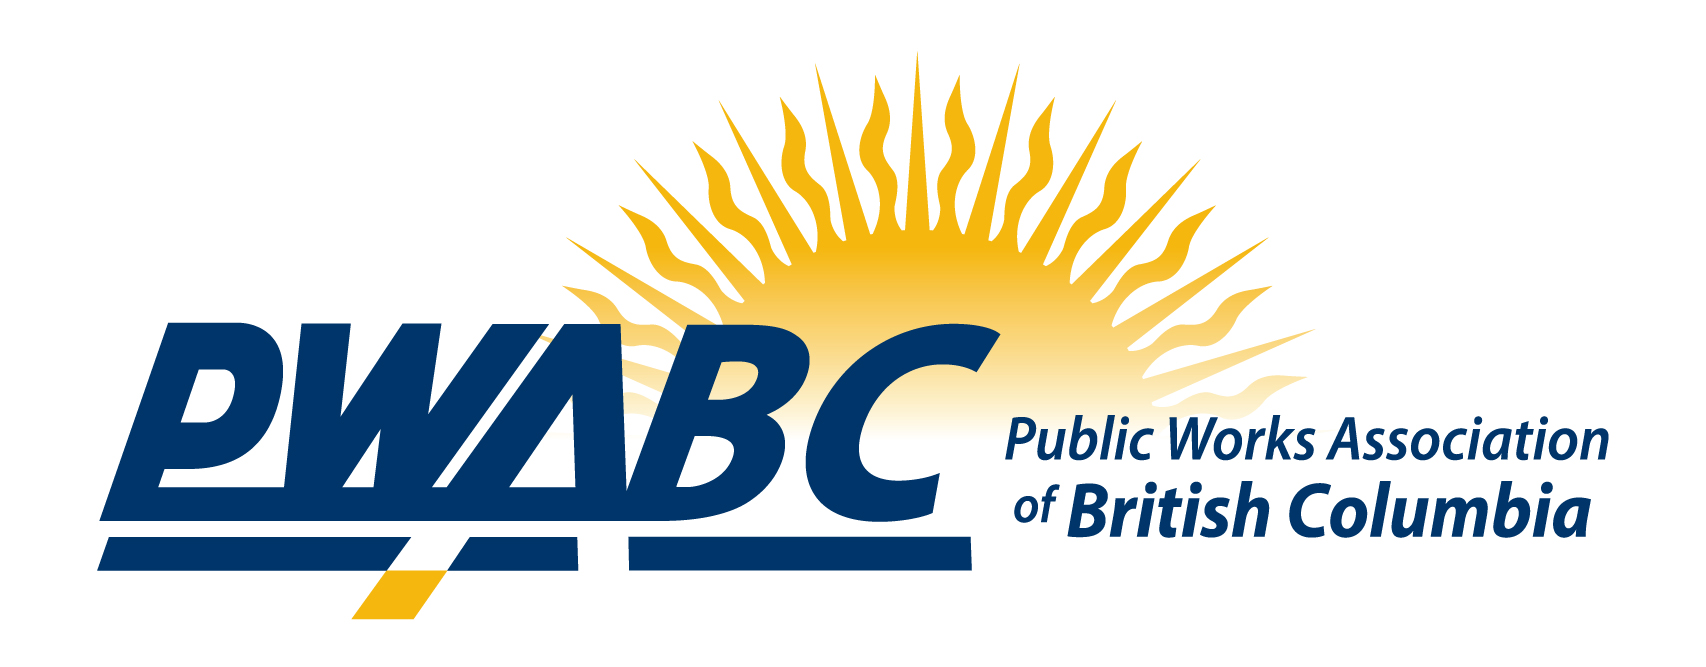 PWABC
Public Works Association
of British Columbia